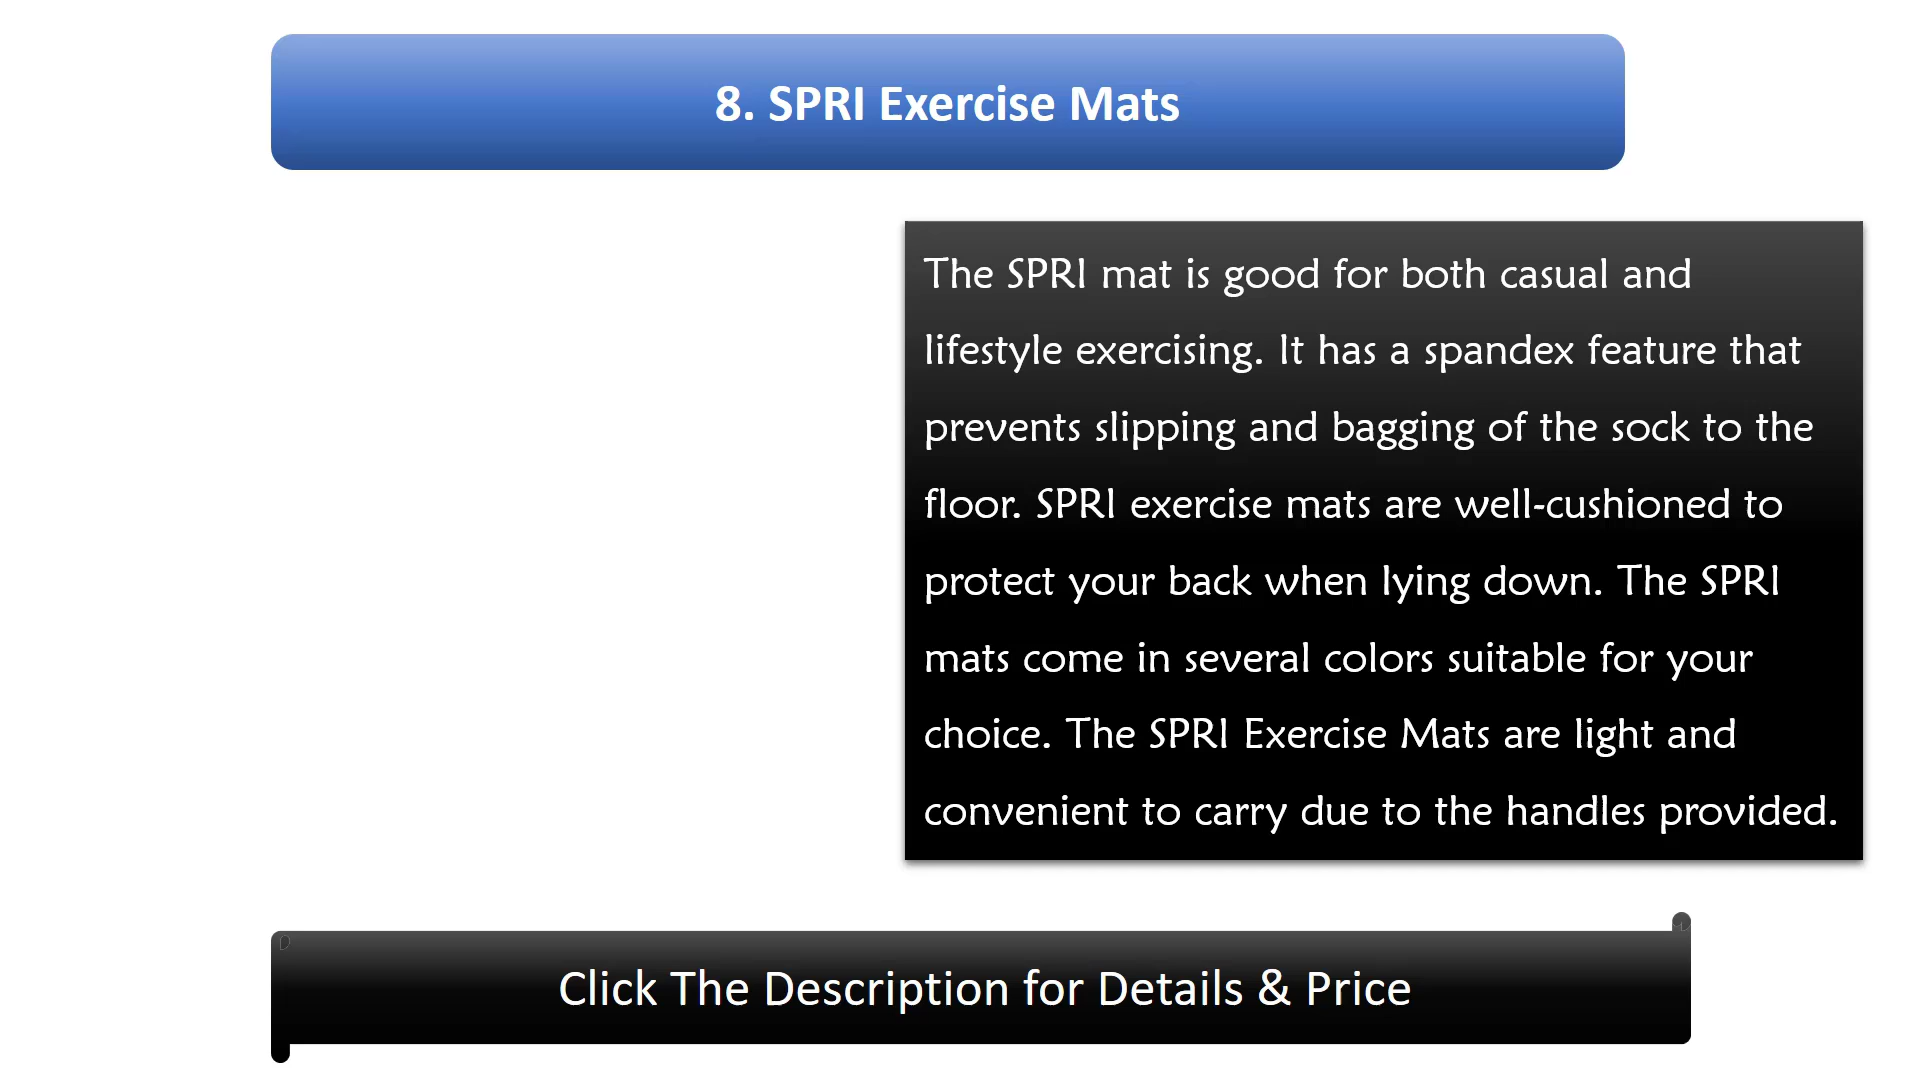 8. SPRI Exercise Mats
The SPRI mat is good for both casual and
lifestyle exercising. It has a spandex feature that
prevents slipping and bagging of the sock to the
floor. SPRI exercise mats are well-cushioned to
protect your back when lying down. The SPRI
mats come in several colors suitable for your
choice. The SPRI Exercise Mats are light and
convenient to carry due to the handles provided.
Click The Description for Details & Price